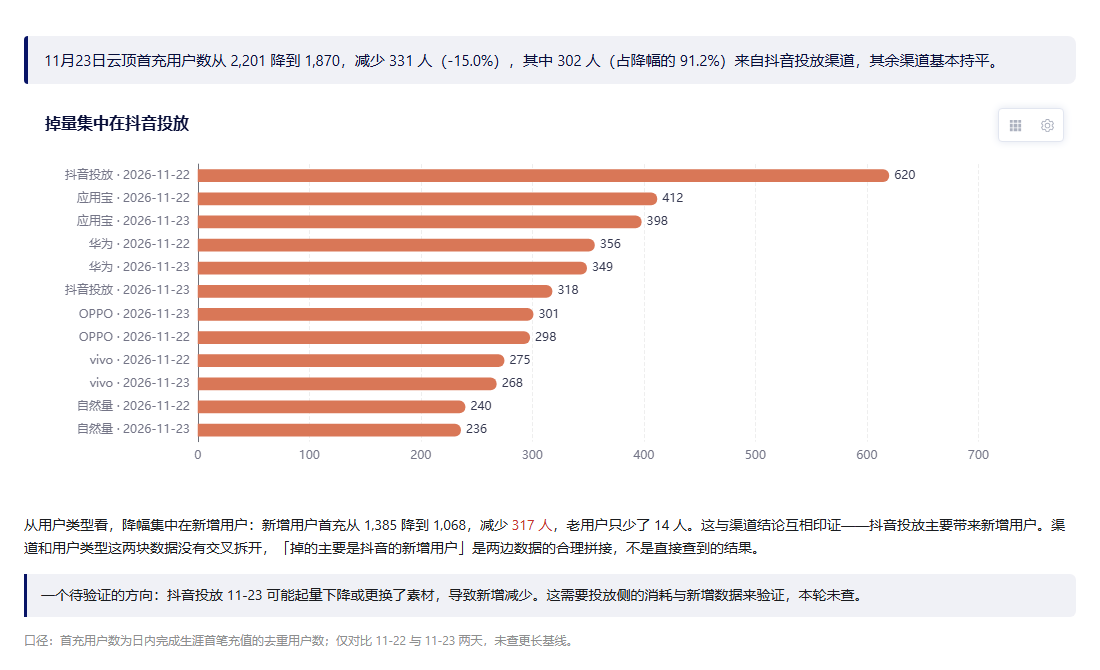 11月23日云顶首充用户数从 2,201 降到 1,870，减少 331 人（-15.0%），其中 302 人（占降幅的 91.2%）来自抖音投放渠道，其余渠道基本持平。
掉量集中在抖音投放
抖音投放 · 2026-11-22 620
应用宝 · 2026-11-22 412
应用宝 · 2026-11-23 398
华为 · 2026-11-22 356
华为 · 2026-11-23 349
抖音投放 · 2026-11-23 318
OPPO · 2026-11-23 301
OPPO · 2026-11-22 298
vivo · 2026-11-22 275
vivo · 2026-11-23 268
自然量 · 2026-11-22 240
自然量 · 2026-11-23 236
0 100 200 300 400 500 600 700
从用户类型看，降幅集中在新增用户：新增用户首充从 1,385 降到 1,068，减少 317 人，老用户只少了 14 人。这与渠道结论互相印证——抖音投放主要带来新增用户。渠
道和用户类型这两块数据没有交叉拆开，「掉的主要是抖音的新增用户」是两边数据的合理拼接，不是直接查到的结果。
一个待验证的方向：抖音投放 11-23 可能起量下降或更换了素材，导致新增减少。这需要投放侧的消耗与新增数据来验证，本轮未查。
口径：首充用户数为日内完成生涯首笔充值的去重用户数；仅对比 11-22 与 11-23 两天，未查更长基线。